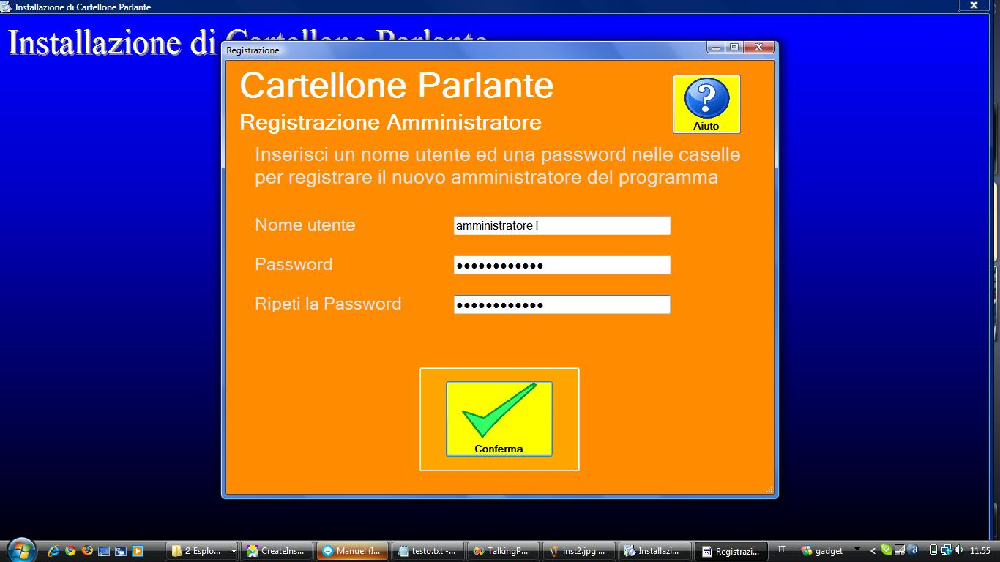 Installazione di Cartellone Parlante
Installazione di Cartellone Parlante
Registrazione
Cartellone Parlante
Registrazione Amministratore
Aiuto
Inserisci un nome utente ed una password nelle caselle
per registrare il nuovo amministratore del programma
Nome utente
amministratore1
Password
●●●●●●●●●●●●
Ripeti la Password
●●●●●●●●●●●●
Conferma
2 Esplo...
CreateIns...
Manuel (I...
testo.txt -...
TalkingP...
inst2.jpg ...
Installazi...
Registrazi...
IT
gadget
11.55